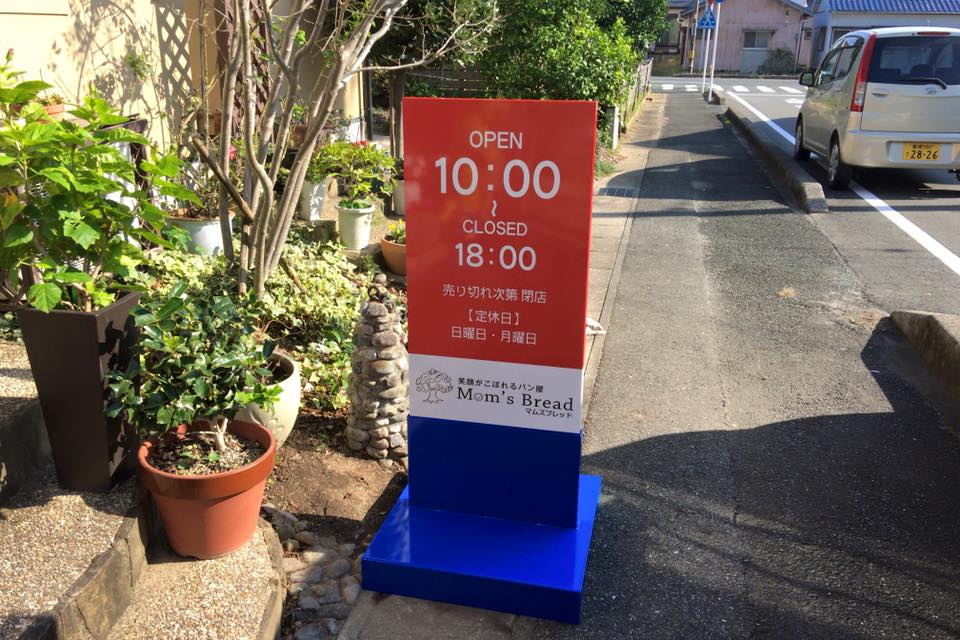 OPEN
10:00
~
CLOSED
18:00
売り切れ次第 閉店
【定休日】
日曜日・月曜日
笑顔がこぼれるパン屋
Mom's Bread
マムズブレッド
28-26